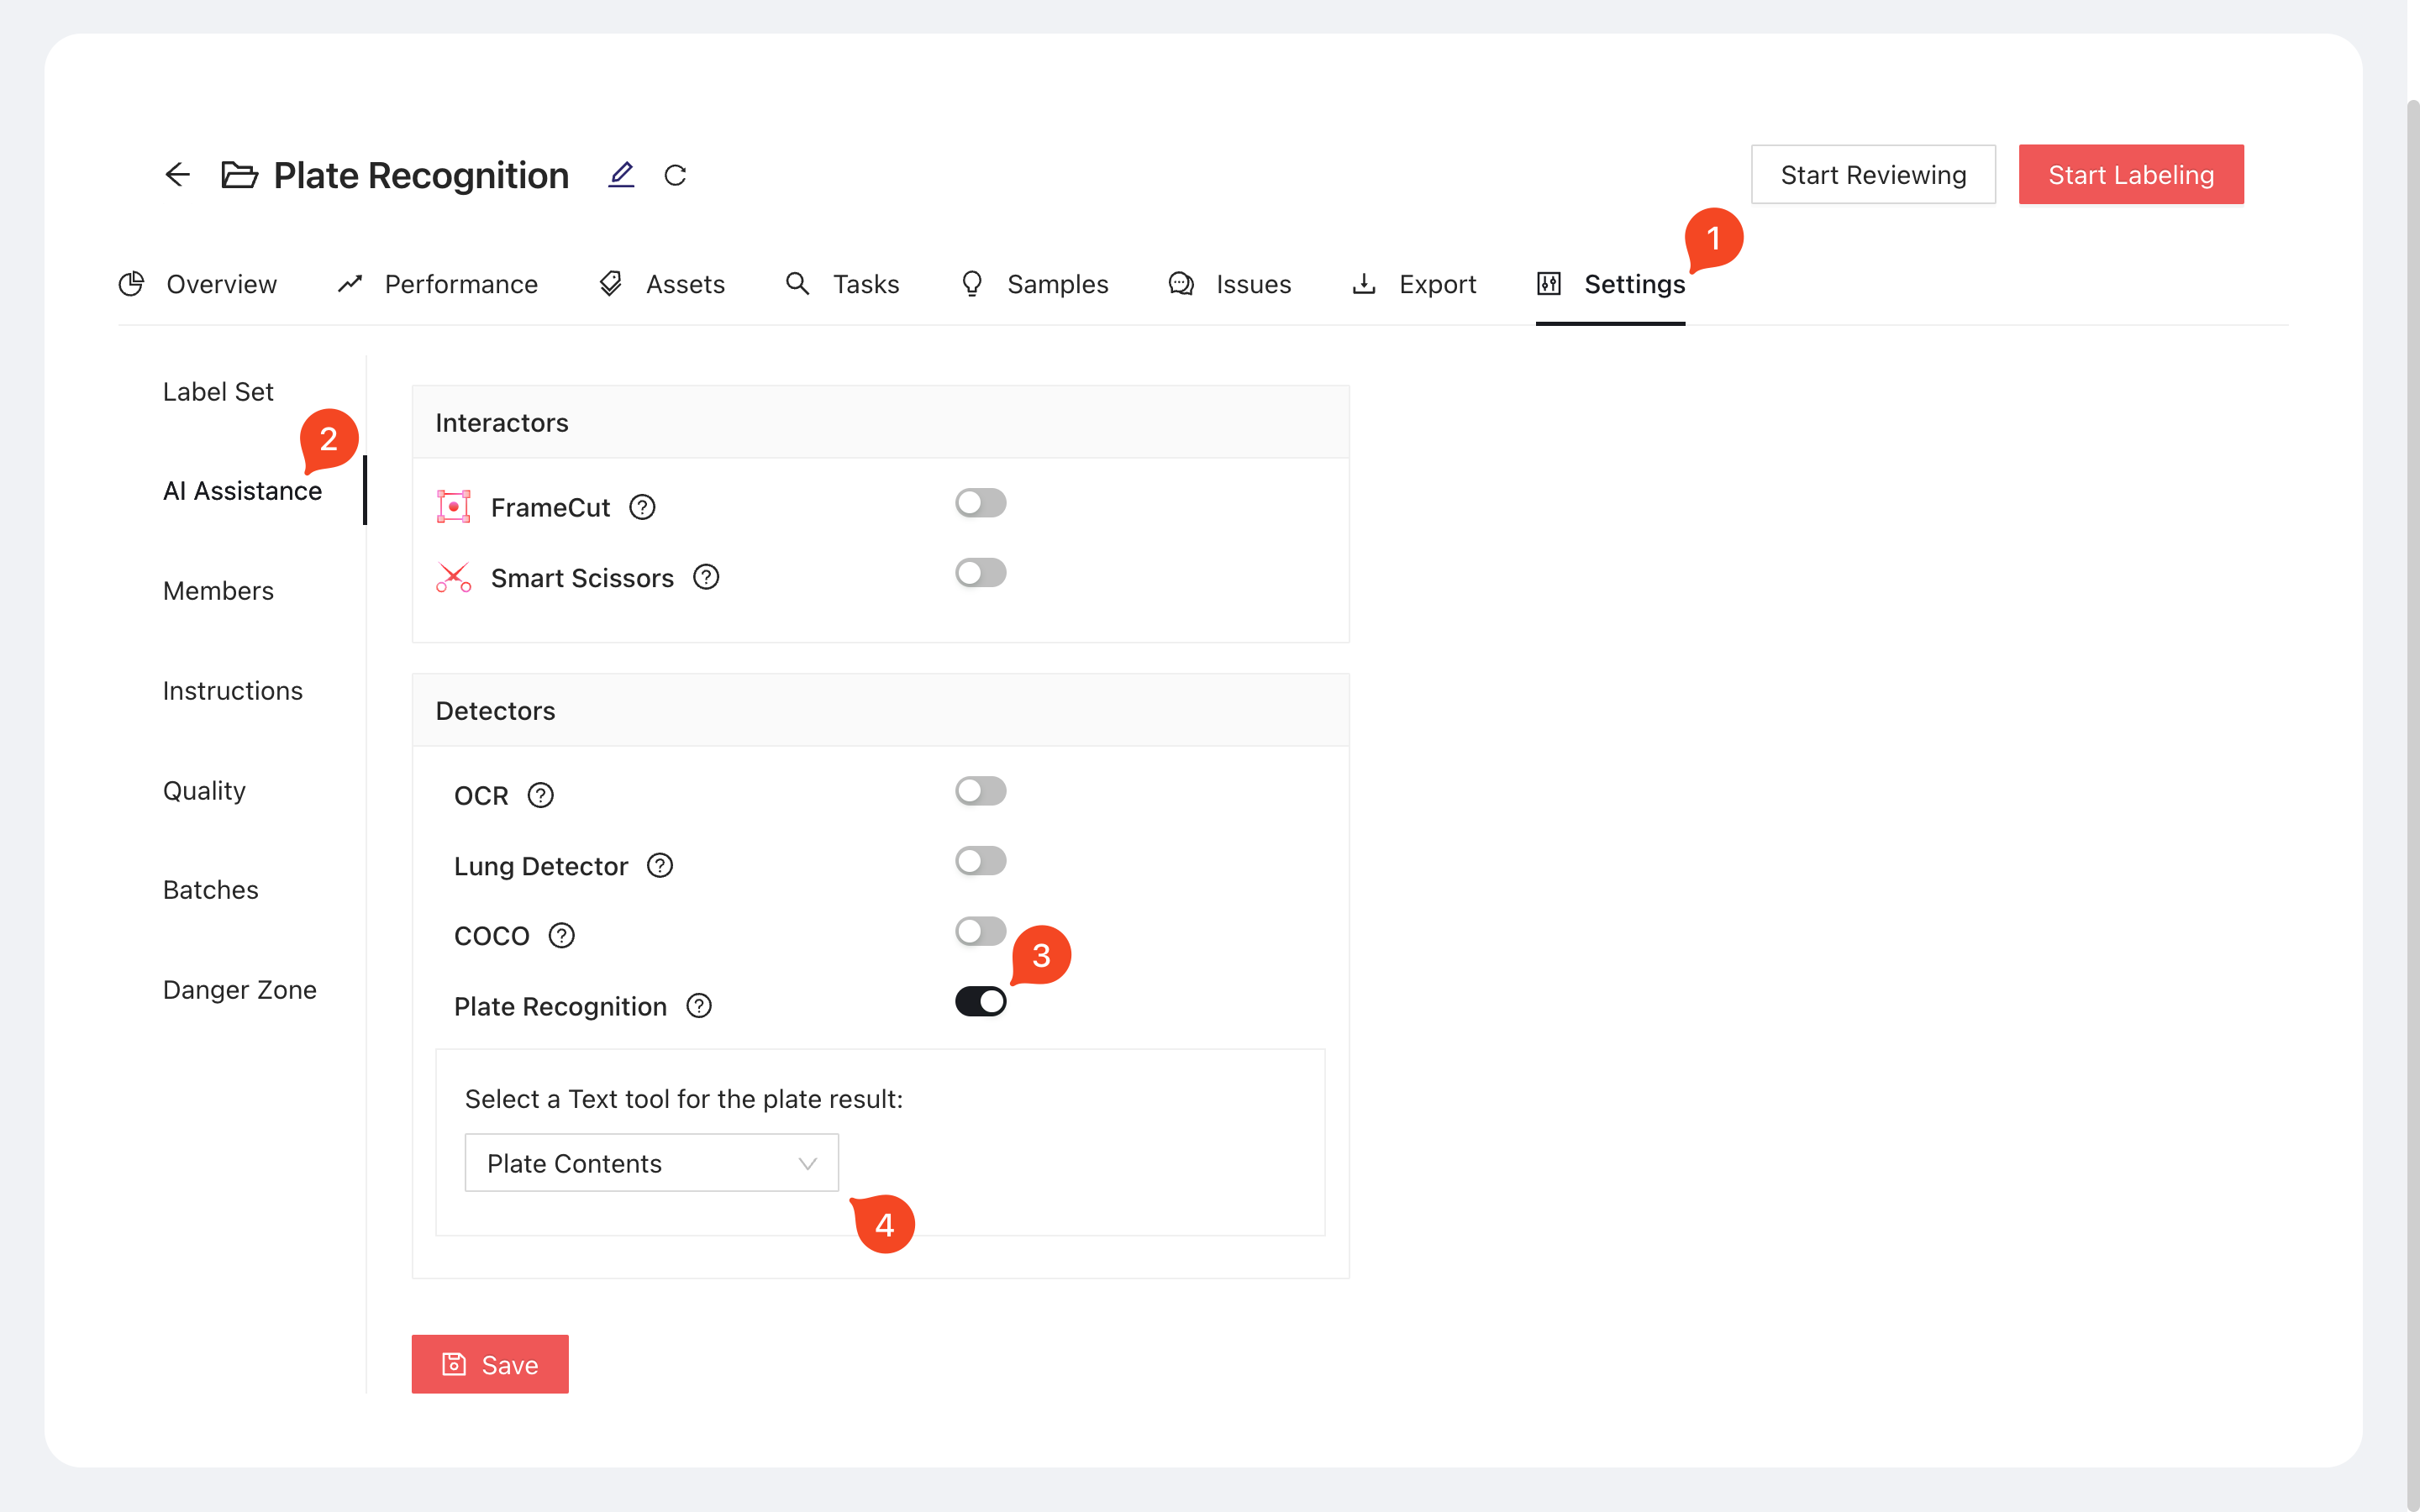 Plate Recognition
Start Reviewing
Start Labeling
1
Overview
Performance
Assets
Tasks
Samples
Issues
Export
Settings
Label Set
2
AI Assistance
Members
Instructions
Quality
Batches
Danger Zone
Interactors
FrameCut
Smart Scissors
Detectors
OCR
Lung Detector
COCO
3
Plate Recognition
Select a Text tool for the plate result:
Plate Contents
4
Save